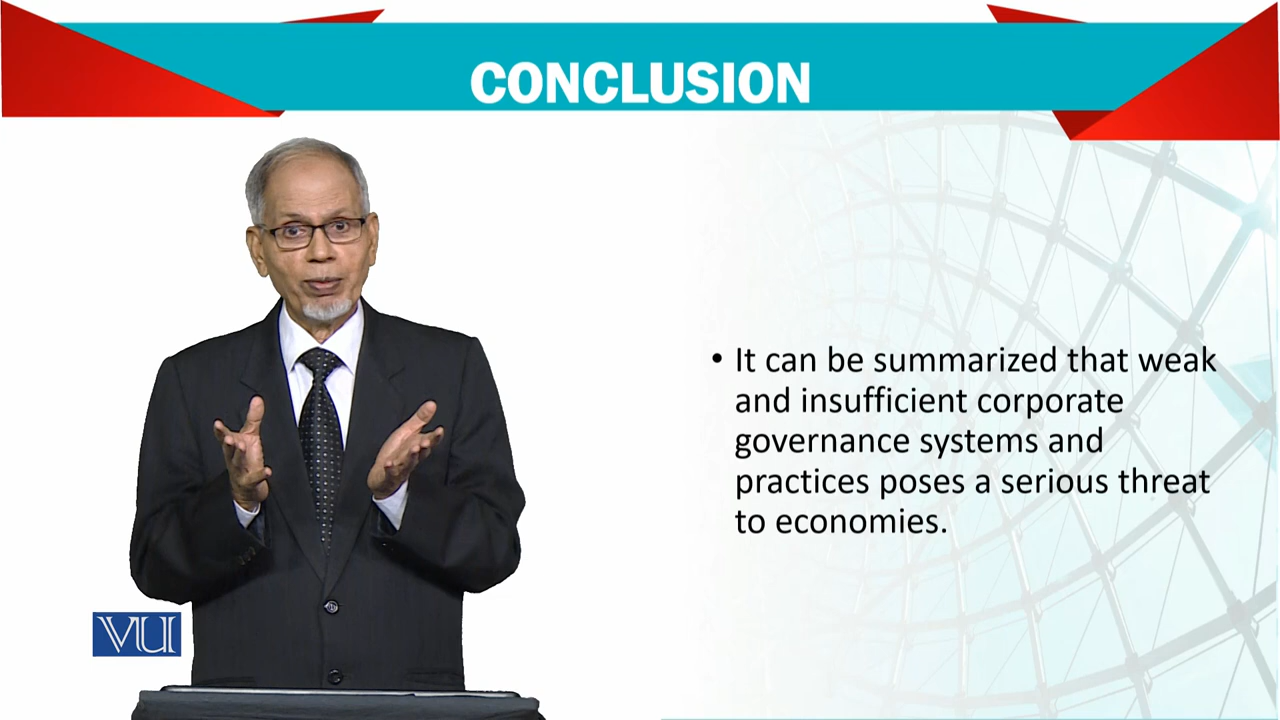 CONCLUSION
• It can be summarized that weak
and insufficient corporate
governance systems and
practices poses a serious threat
to economies.
VU